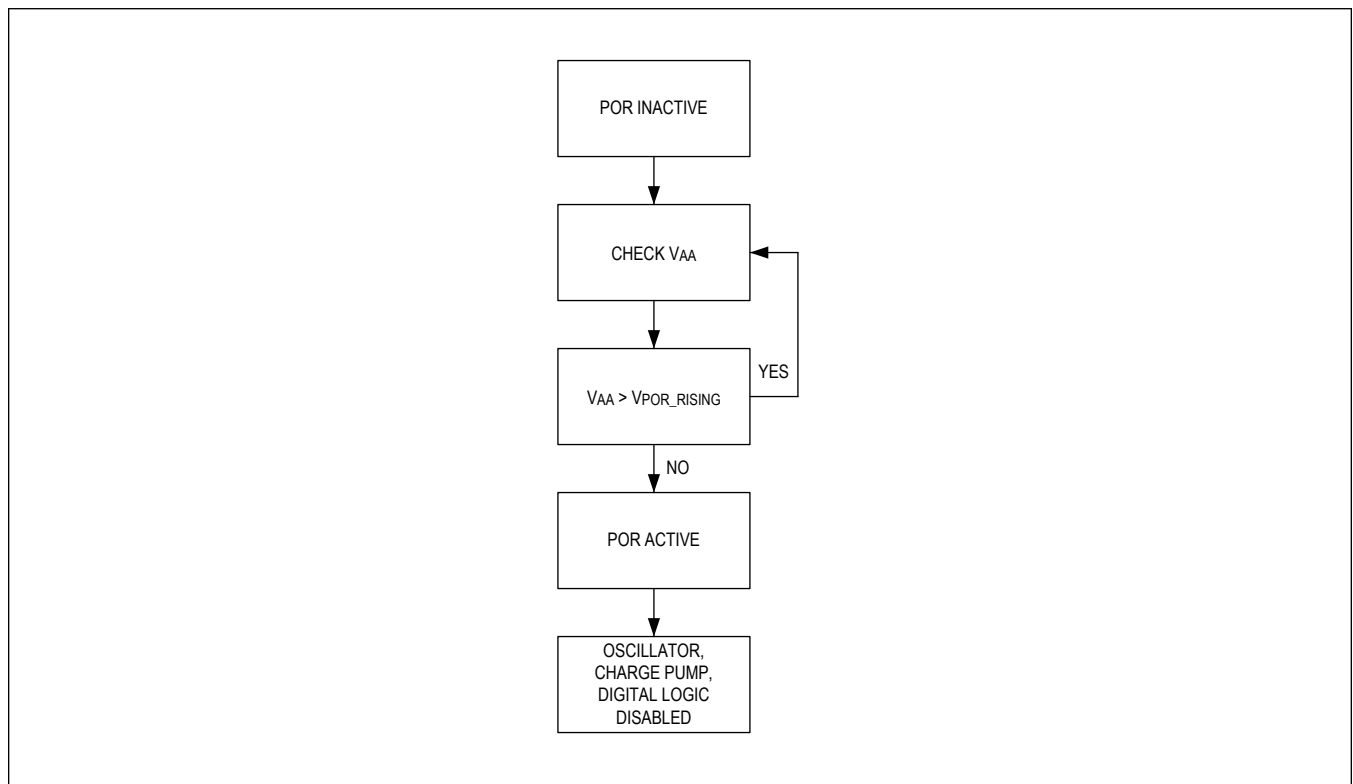 POR INACTIVE
CHECK VAA
YES
VAA > VPOR_RISING
NO
POR ACTIVE
OSCILLATOR,
CHARGE PUMP,
DIGITAL LOGIC
DISABLED